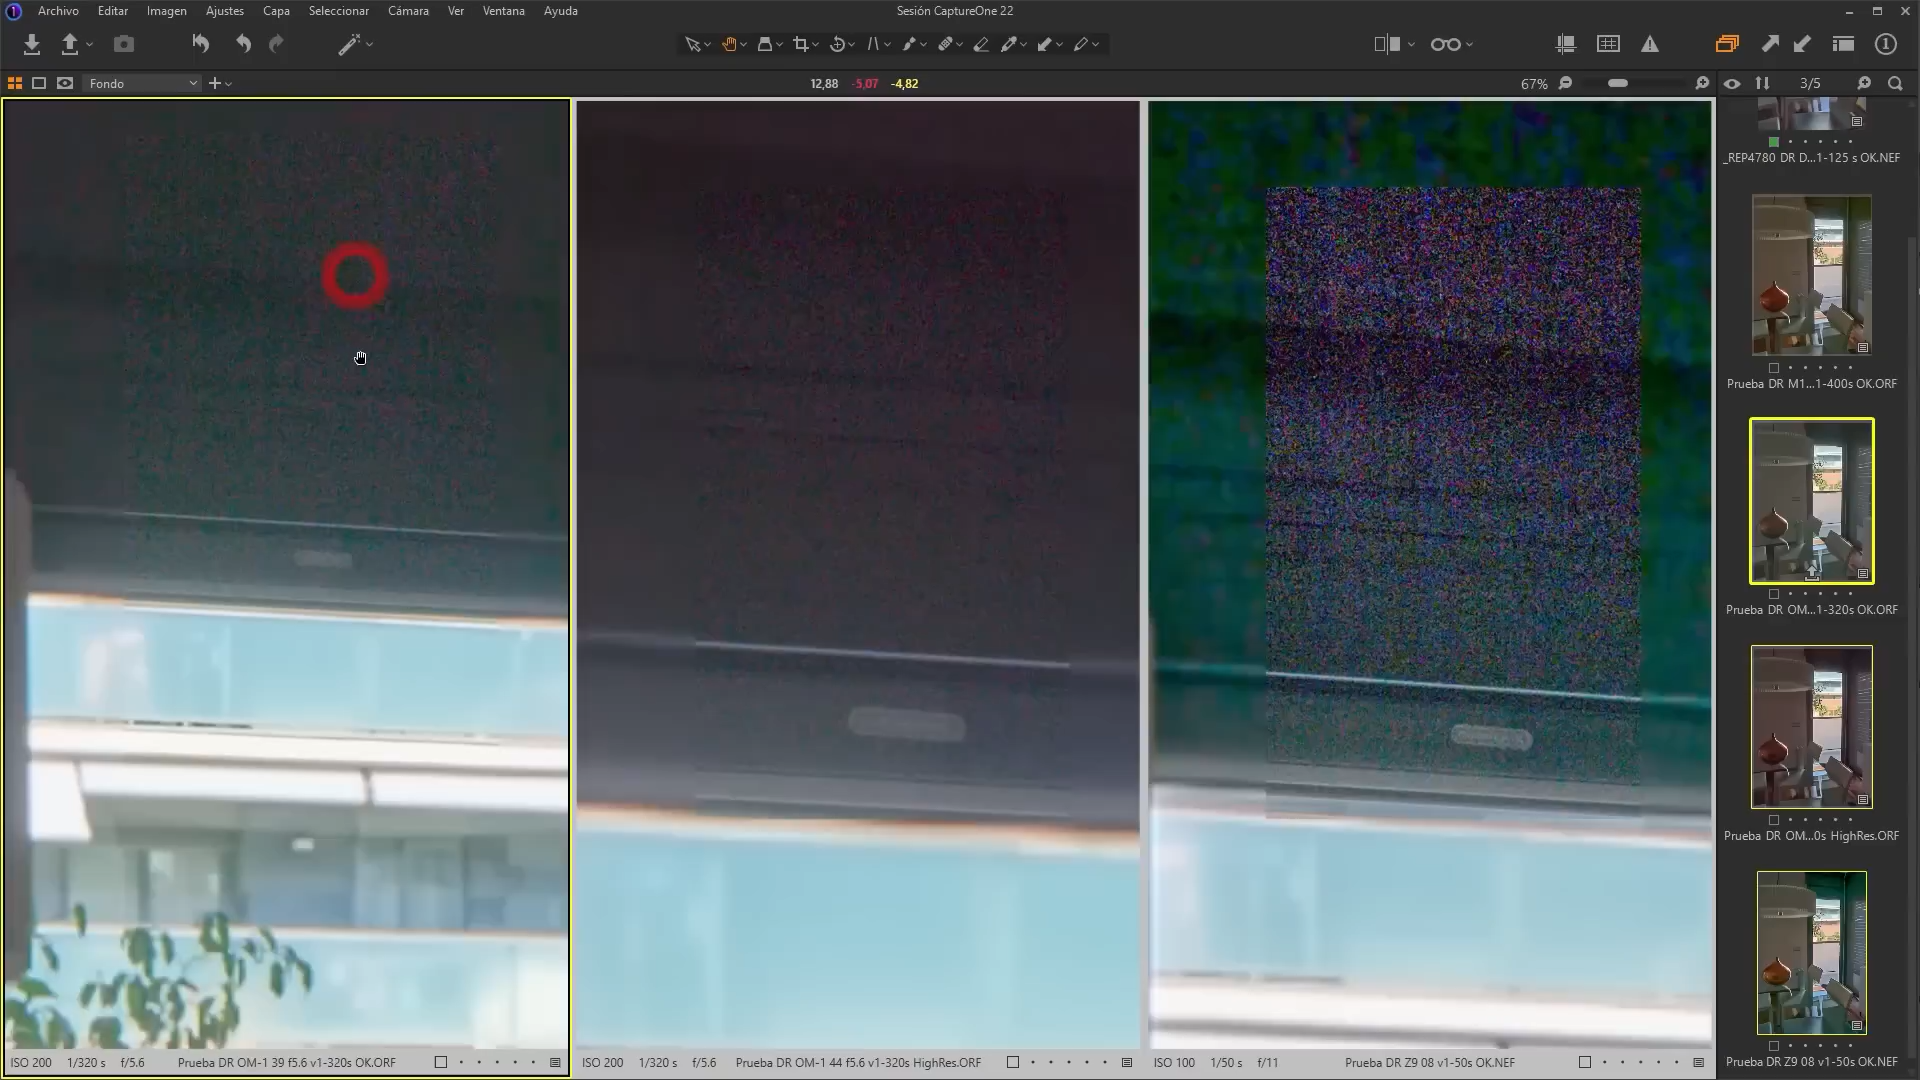 Archivo Editar Imagen Ajustes Capa Seleccionar Cámara Ver Ventana Ayuda
Sesión CaptureOne 22
Fondo
12,88 -5,07 -4,82
67%
3/5
_REP4780 DR D...1-125 s OK.NEF
Prueba DR M1...1-400s OK.ORF
Prueba DR OM...1-320s OK.ORF
Prueba DR OM...0s HighRes.ORF
Prueba DR Z9 08 v1-50s OK.NEF
ISO 200 1/320 s f/5.6 Prueba DR OM-1 39 f5.6 v1-320s OK.ORF
ISO 200 1/320 s f/5.6 Prueba DR OM-1 44 f5.6 v1-320s HighRes.ORF
ISO 100 1/50 s f/11 Prueba DR Z9 08 v1-50s OK.NEF